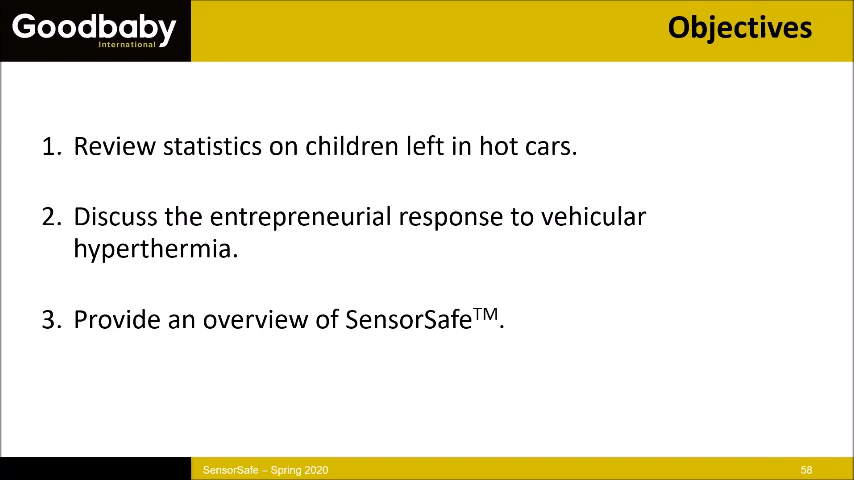 Goodbaby
International
Objectives
1. Review statistics on children left in hot cars.
2. Discuss the entrepreneurial response to vehicular
hyperthermia.
3. Provide an overview of SensorSafe™.
SensorSafe – Spring 2020
58